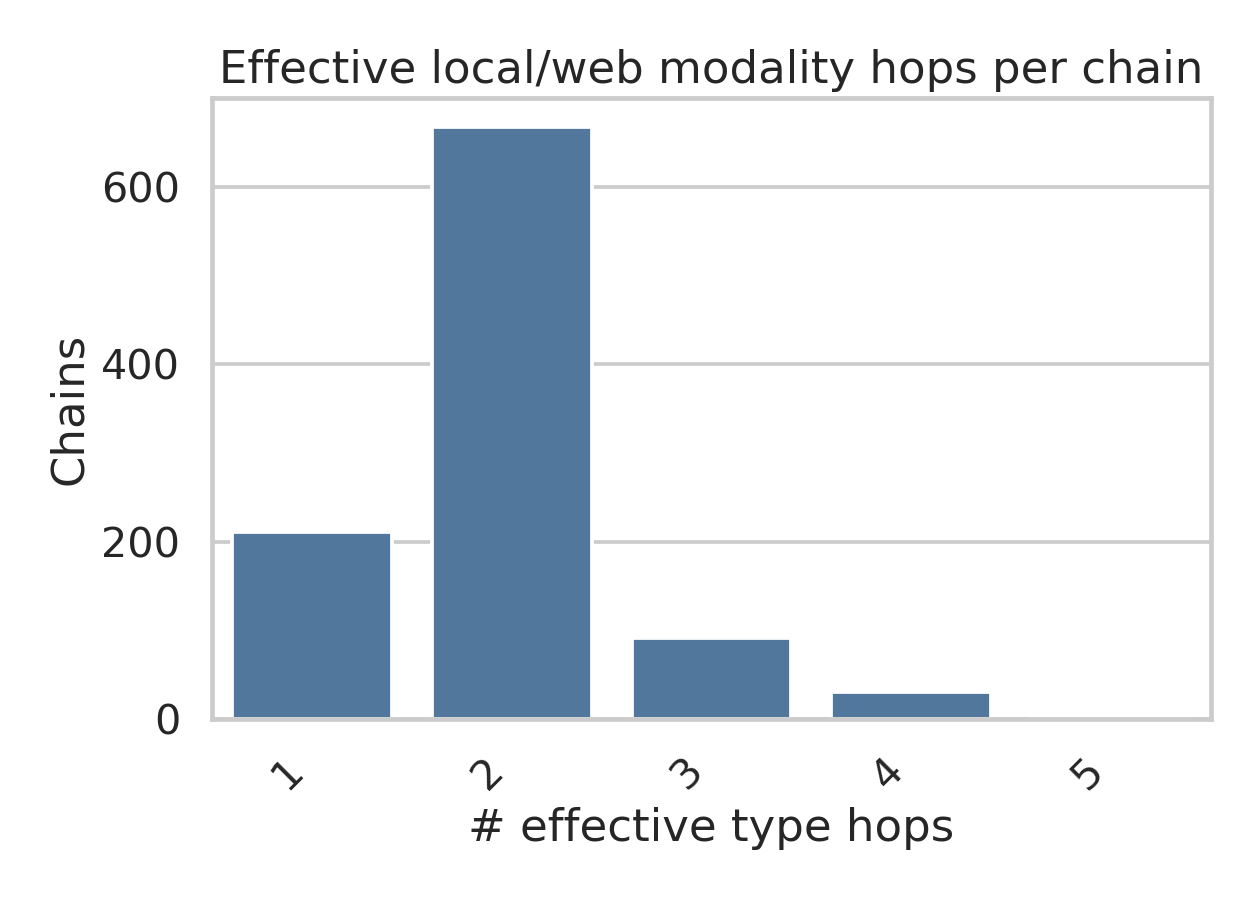 Effective local/web modality hops per chain
Chains
600
400
200
0
1 2 3 4 5
# effective type hops